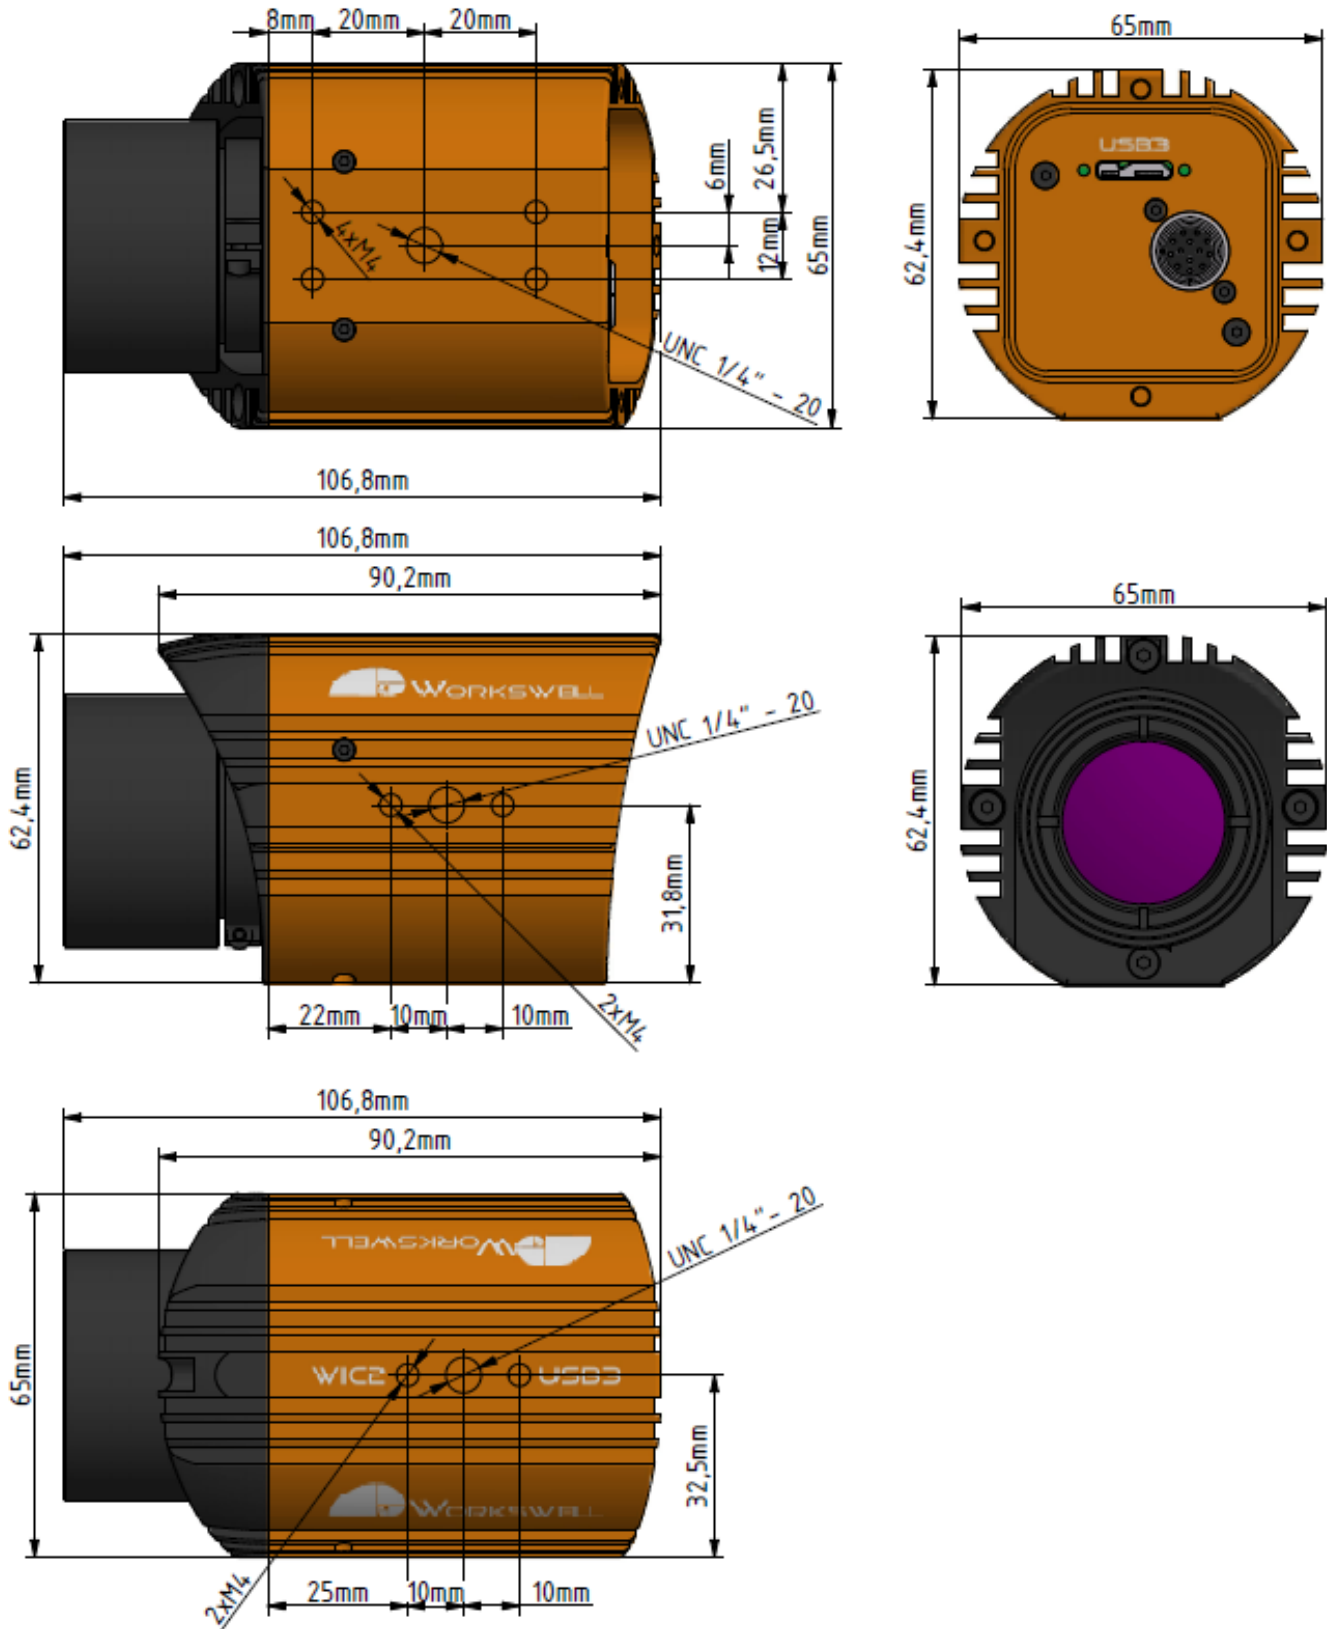 8mm 20mm 20mm
4xM4
6mm
26,5mm
12mm
65mm
UNC 1/4" - 20
106,8mm
65mm
62,4mm
USB3
106,8mm
90,2mm
62,4mm
WORKSWELL
UNC 1/4" - 20
31,8mm
2xM4
22mm 10mm 10mm
65mm
62,4mm
106,8mm
90,2mm
65mm
WORKSWELL
UNC 1/4" - 20
WIC2 USB3
32,5mm
WORKSWELL
2xM4
25mm 10mm 10mm